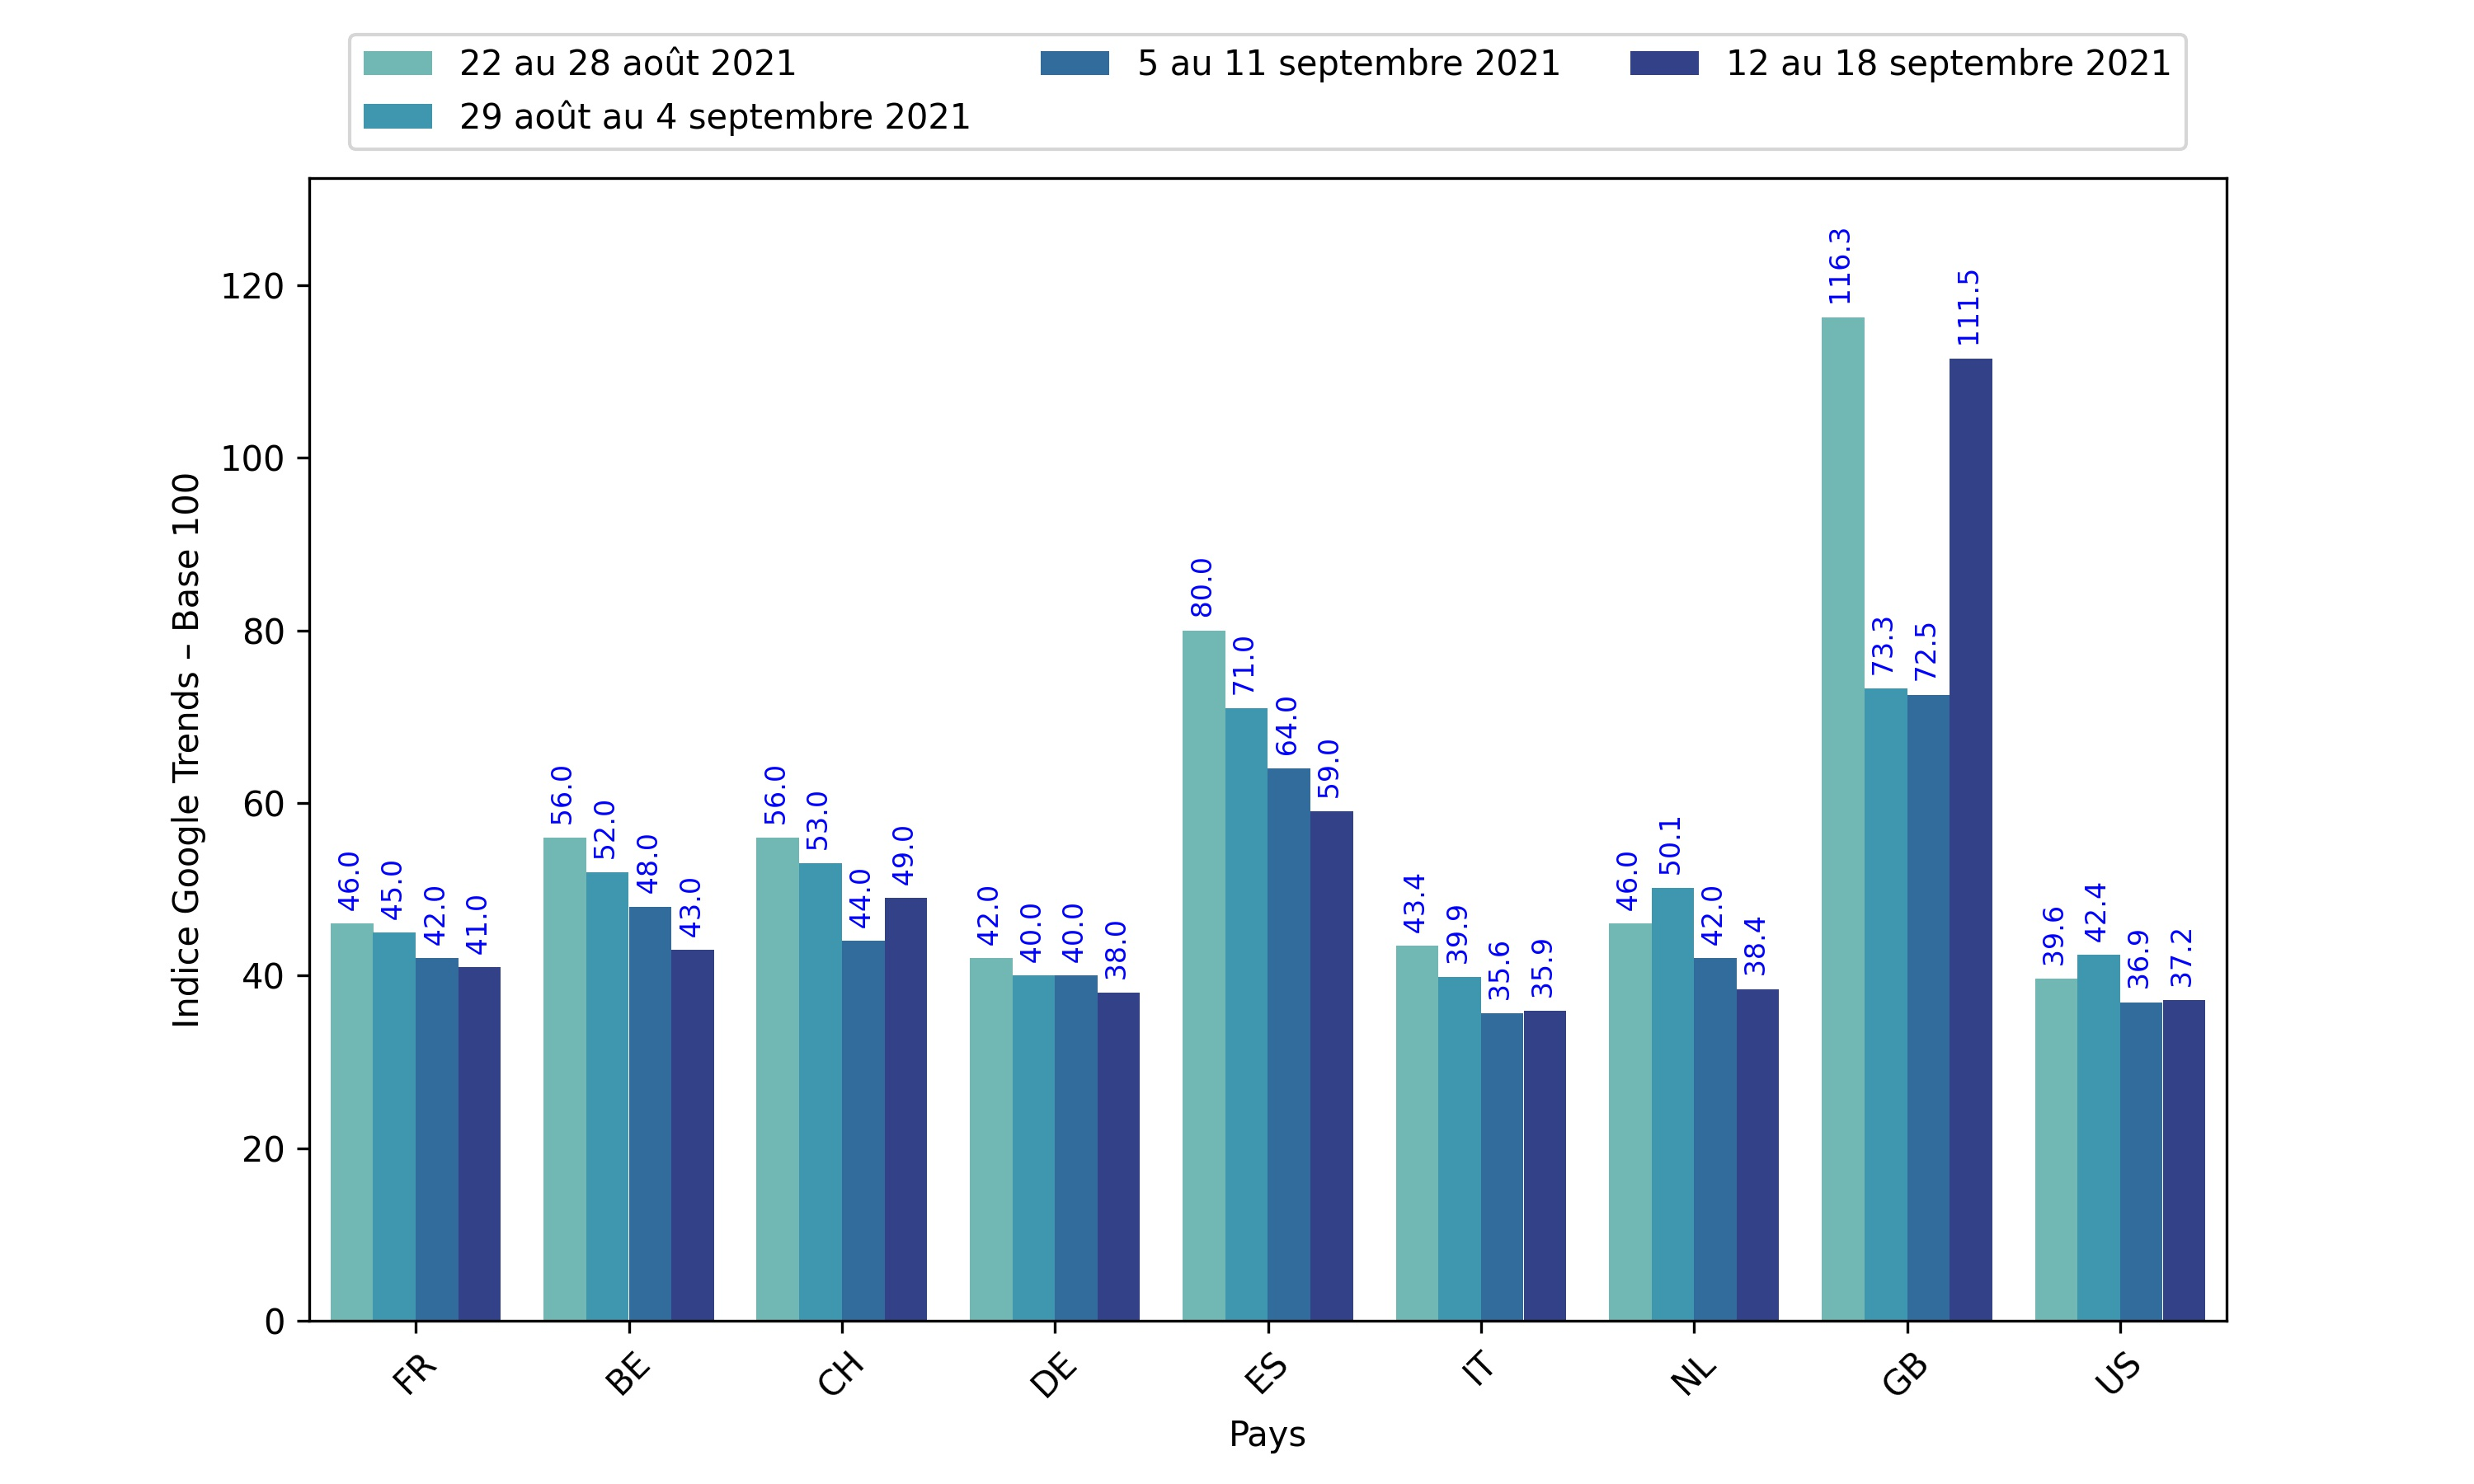 22 au 28 août 2021
29 août au 4 septembre 2021
5 au 11 septembre 2021
12 au 18 septembre 2021
Indice Google Trends – Base 100
120
100
80
60
40
20
0
46.0
45.0
42.0
41.0
56.0
52.0
48.0
43.0
56.0
53.0
44.0
49.0
42.0
40.0
40.0
38.0
80.0
71.0
64.0
59.0
43.4
39.9
35.6
35.9
46.0
50.1
42.0
38.4
116.3
73.3
72.5
111.5
39.6
42.4
36.9
37.2
FR
BE
CH
DE
ES
IT
NL
GB
US
Pays